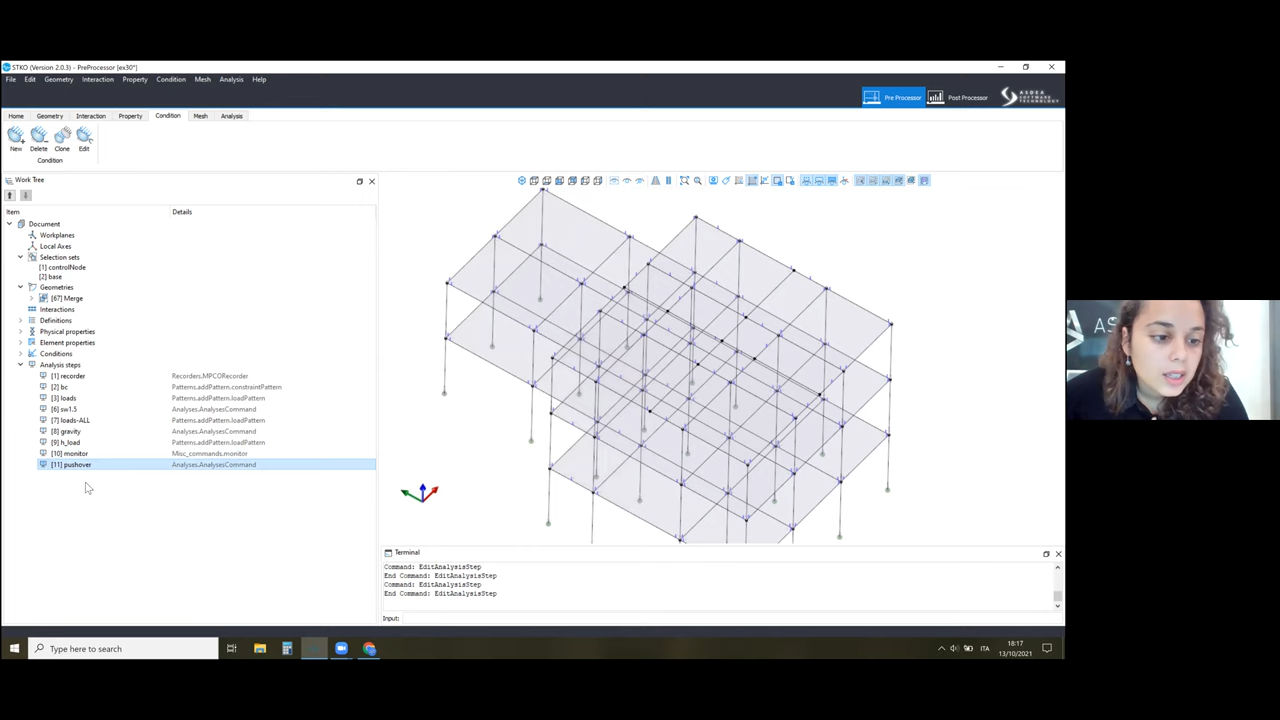 STKO (Version 2.0.3) - PreProcessor [ex30*]
File Edit Geometry Interaction Property Condition Mesh Analysis Help
Pre Processor Post Processor ASDEA SOFTWARE TECHNOLOGY
Home Geometry Interaction Property Condition Mesh Analysis
New Delete Clone Edit
Condition
Work Tree
Item Details
Document
Workplanes
Local Axes
Selection sets
[1] controlNode
[2] base
Geometries
[67] Merge
Interactions
Definitions
Physical properties
Element properties
Conditions
Analysis steps
[1] recorder Recorders.MPCORecorder
[2] bc Patterns.addPattern.constraintPattern
[3] loads Patterns.addPattern.loadPattern
[6] sw1.5 Analyses.AnalysesCommand
[7] loads-ALL Patterns.addPattern.loadPattern
[8] gravity Analyses.AnalysesCommand
[9] h_load Patterns.addPattern.loadPattern
[10] monitor Misc_commands.monitor
[11] pushover Analyses.AnalysesCommand
Terminal
Command: EditAnalysisStep
End Command: EditAnalysisStep
Command: EditAnalysisStep
End Command: EditAnalysisStep
Input:
Type here to search
ITA
18:17
13/10/2021
AS